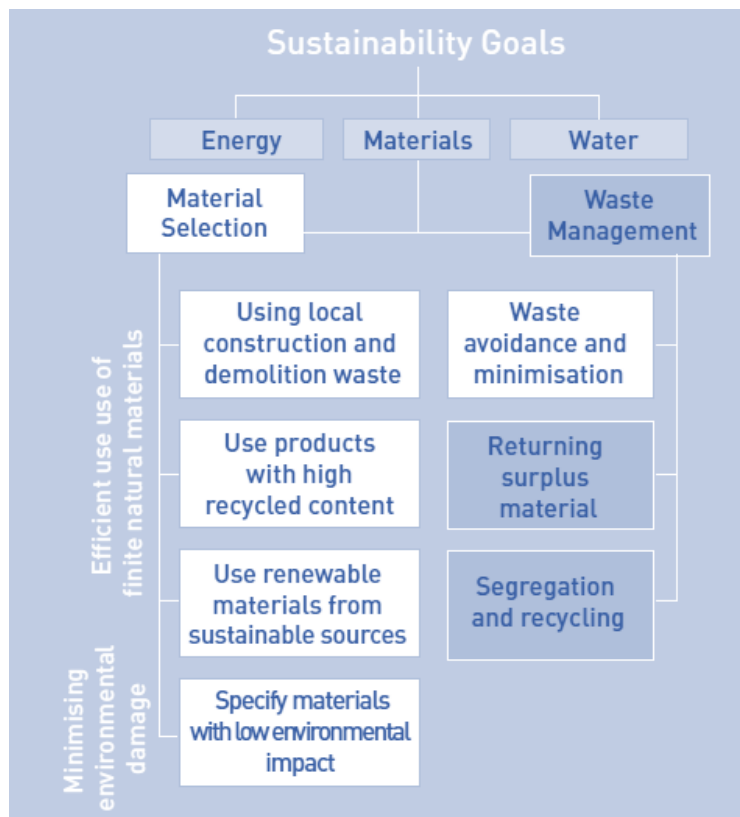 Sustainability Goals
Energy
Materials
Water
Material
Selection
Waste
Management
Efficient use use of
finite natural materials
Using local
construction and
demolition waste
Waste
avoidance and
minimisation
Use products
with high
recycled content
Returning
surplus
material
Use renewable
materials from
sustainable sources
Segregation
and recycling
Minimising
environmental
damage
Specify materials
with low environmental
impact